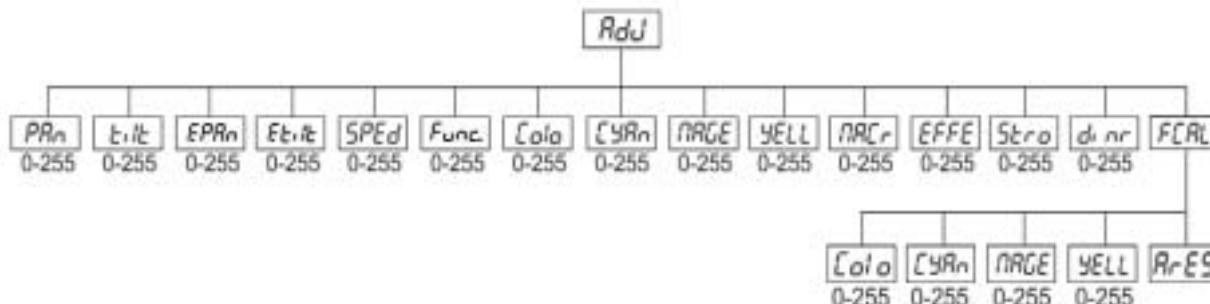 AdJ
PAn tilt EPAn Etilt SPEd Func. Colo CYAn MAGE YELL MACr EFFE Stro di nr FCAL
0-255 0-255 0-255 0-255 0-255 0-255 0-255 0-255 0-255 0-255 0-255 0-255 0-255 0-255
Colo CYAn MAGE YELL ArES
0-255 0-255 0-255 0-255